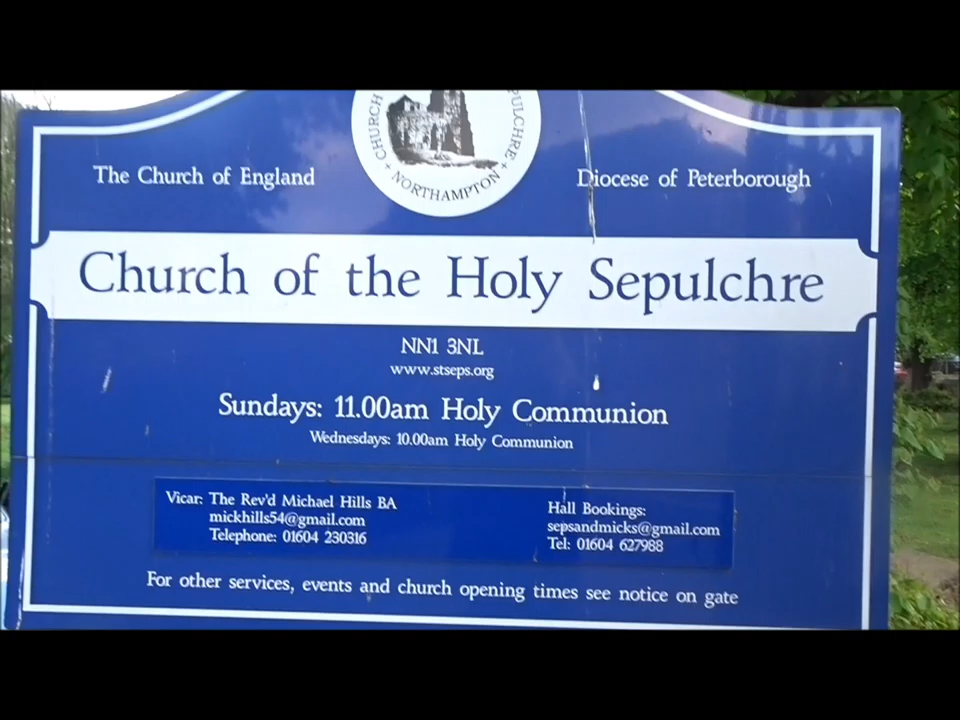 CHURCH
PULCHRE
+ NORTHAMPTON +
The Church of England
Diocese of Peterborough
Church of the Holy Sepulchre
NN1 3NL
www.stseps.org
Sundays: 11.00am Holy Communion
Wednesdays: 10.00am Holy Communion
Vicar: The Rev'd Michael Hills BA
mickhills54@gmail.com
Telephone: 01604 230316
Hall Bookings:
sepsandmicks@gmail.com
Tel: 01604 627988
For other services, events and church opening times see notice on gate